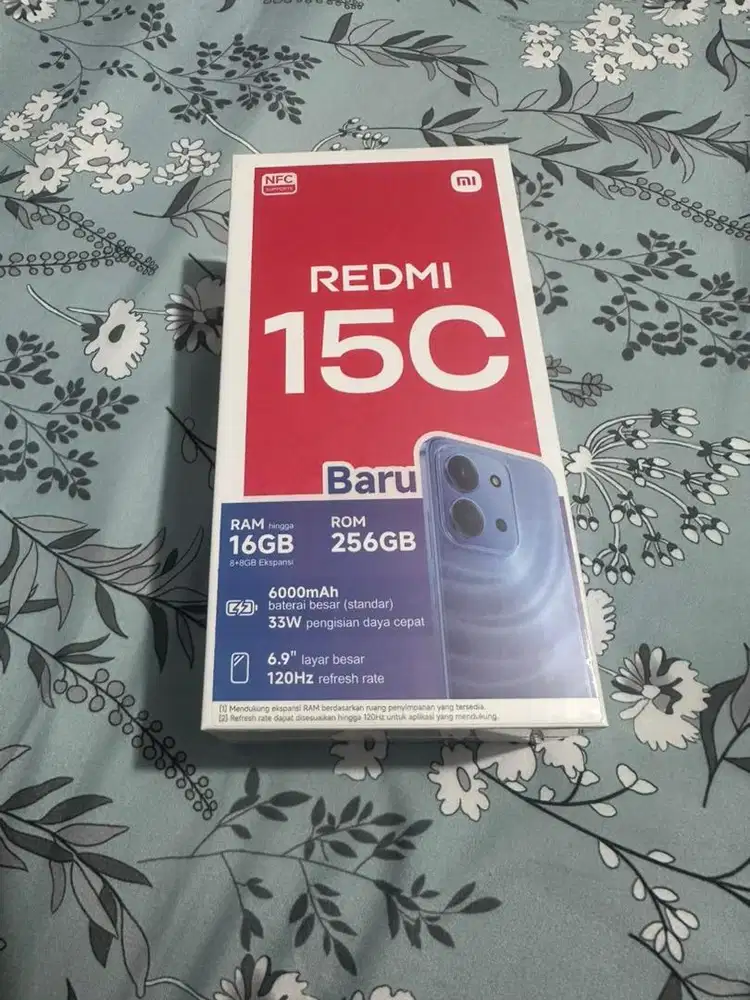 NFC
SUPPORTS
mi
REDMI
15C
Baru
RAM hingga
16GB
8+8GB Ekspansi
ROM
256GB
6000mAh
baterai besar (standar)
33W pengisian daya cepat
6.9" layar besar
120Hz refresh rate
[1] Mendukung ekspansi RAM berdasarkan ruang penyimpanan yang tersedia.
[2] Refresh rate dapat disesuaikan hingga 120Hz untuk aplikasi yang mendukung.